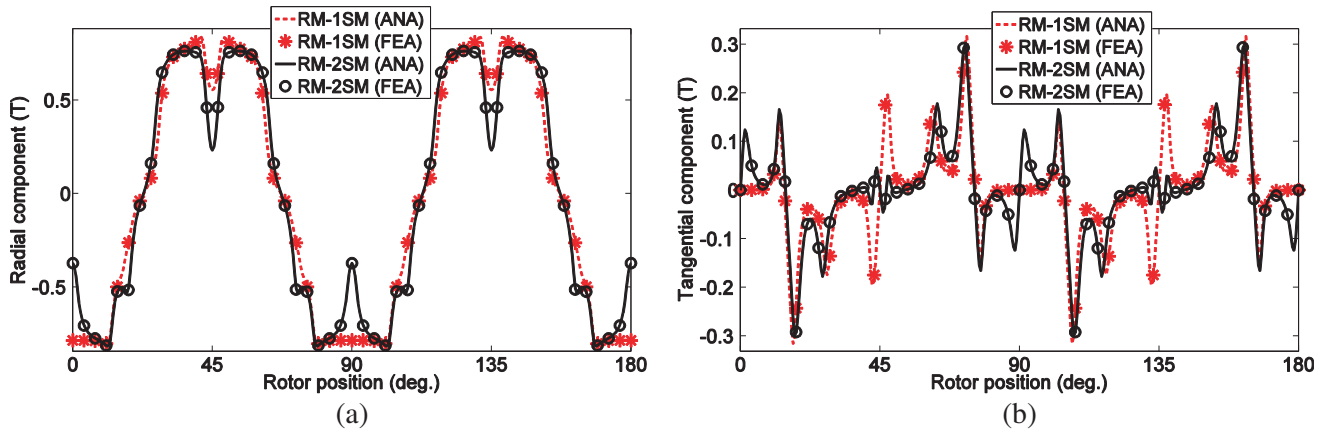 RM-1SM (ANA)
RM-1SM (FEA)
RM-2SM (ANA)
RM-2SM (FEA)
Radial component (T)
0.5
0
-0.5
0
45
90
135
180
Rotor position (deg.)
(a)
RM-1SM (ANA)
RM-1SM (FEA)
RM-2SM (ANA)
RM-2SM (FEA)
Tangential component (T)
0.3
0.2
0.1
0
-0.1
-0.2
-0.3
0
45
90
135
180
Rotor position (deg.)
(b)